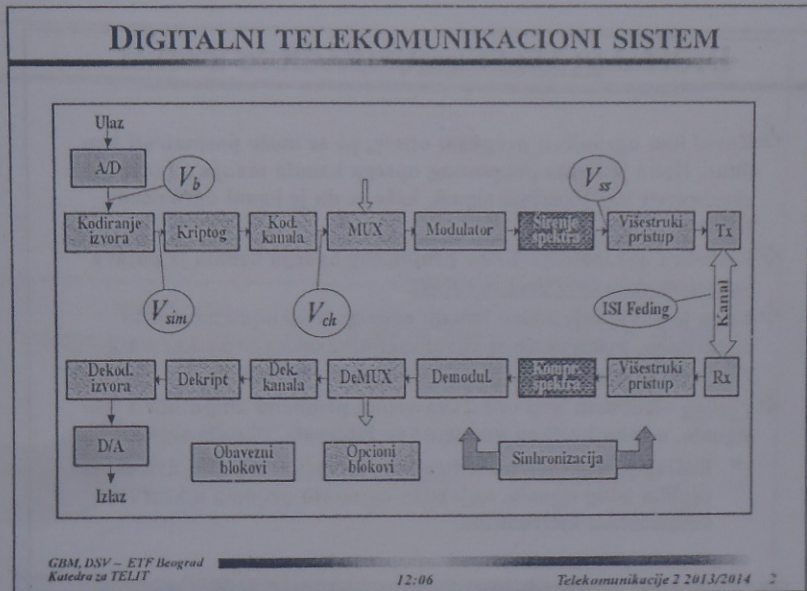 DIGITALNI TELEKOMUNIKACIONI SISTEM
Ulaz
A/D
V_b
V_ss
Kodiranje
izvora
Kriptog
Kod.
kanala
MUX
Modulator
Širenje
spektra
Višestruki
pristup
Tx
V_sim
V_ch
ISI Feding
Kanal
Dekod.
izvora
Dekript
Dek.
kanala
DeMUX
Demodul.
Kompr.
spektra
Višestruki
pristup
Rx
D/A
Obavezni
blokovi
Opcioni
blokovi
Sinhronizacija
Izlaz
GBM, DSV – ETF Beograd
Katedra za TELIT
12:06
Telekomunikacije 2 2013/2014 2